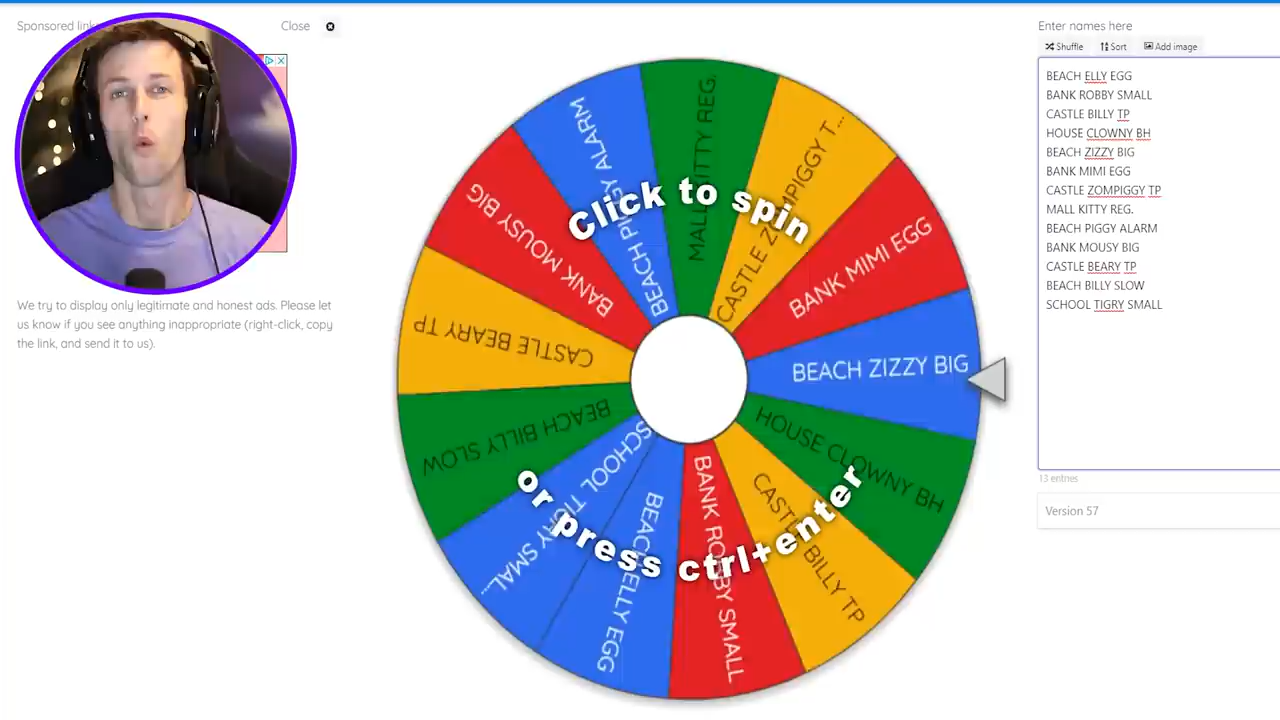 Sponsored link
Close
We try to display only legitimate and honest ads. Please let
us know if you see anything inappropriate (right-click, copy
the link, and send it to us).
Click to spin
or press ctrl+enter
MALL KITTY REG.
CASTLE ZOMPIGGY T...
BANK MIMI EGG
BEACH ZIZZY BIG
HOUSE CLOWNY BH
CASTLE BILLY TP
BANK ROBBY SMALL
BEACH ELLY EGG
SCHOOL TIGRY SMAL...
BEACH BILLY SLOW
CASTLE BEARY TP
BANK MOUSY BIG
BEACH PIGGY ALARM
Enter names here
Shuffle
Sort
Add image
BEACH ELLY EGG
BANK ROBBY SMALL
CASTLE BILLY TP
HOUSE CLOWNY BH
BEACH ZIZZY BIG
BANK MIMI EGG
CASTLE ZOMPIGGY TP
MALL KITTY REG.
BEACH PIGGY ALARM
BANK MOUSY BIG
CASTLE BEARY TP
BEACH BILLY SLOW
SCHOOL TIGRY SMALL
13 entries
Version 57